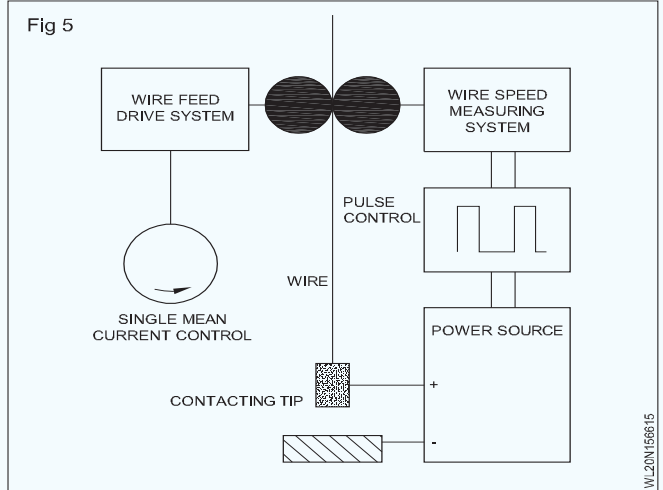 Fig 5
WIRE FEED
DRIVE SYSTEM
WIRE SPEED
MEASURING
SYSTEM
PULSE
CONTROL
WIRE
SINGLE MEAN
CURRENT CONTROL
POWER SOURCE
CONTACTING TIP
+
-
WL20N156615